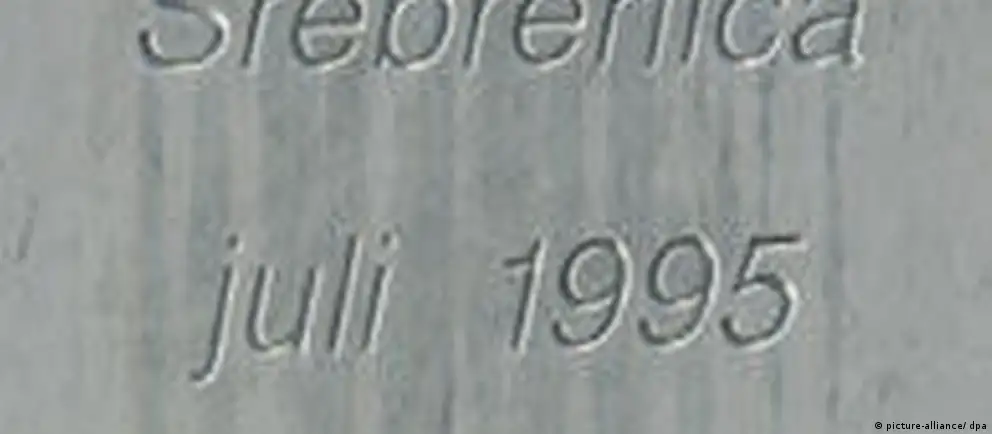 Srebrenica
juli 1995
© picture-alliance/ dpa